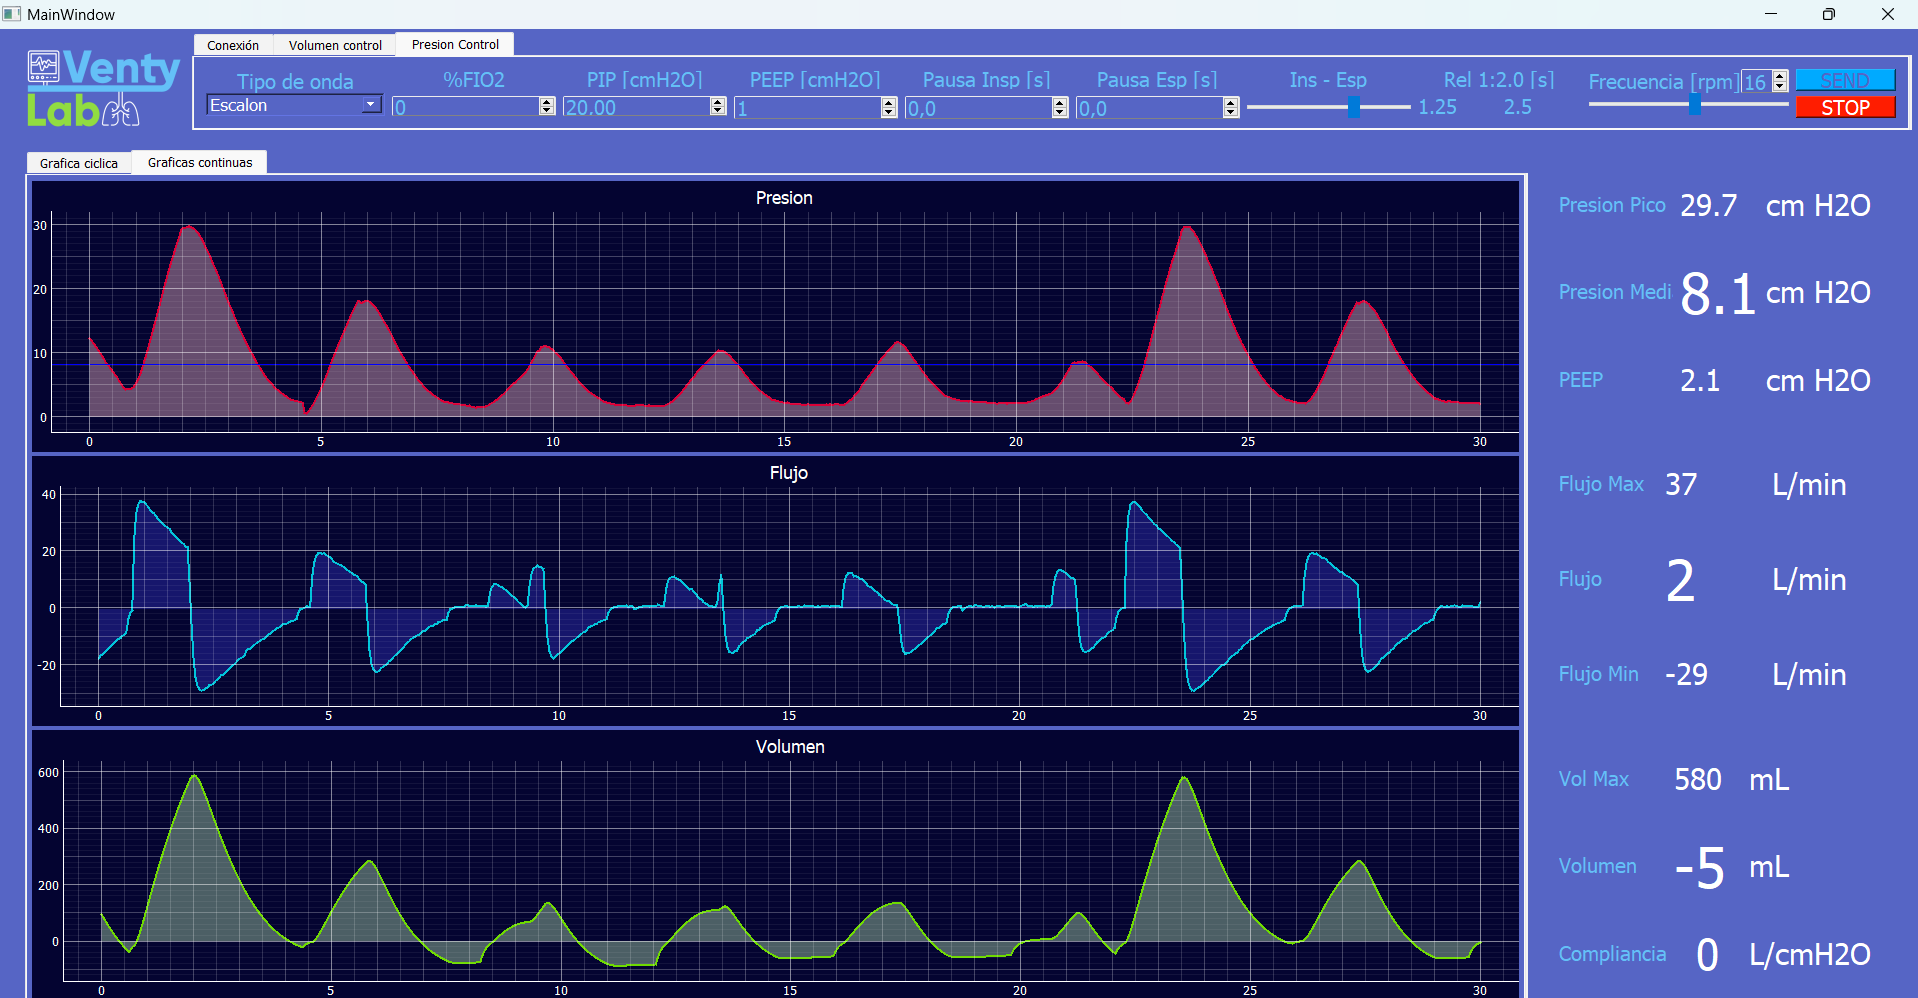 MainWindow
Venty
Lab
Conexión Volumen control Presion Control
Tipo de onda %FIO2 PIP [cmH2O] PEEP [cmH2O] Pausa Insp [s] Pausa Esp [s] Ins - Esp Rel 1:2.0 [s] Frecuencia [rpm] 16 SEND
Escalon 0 20,00 1 0,0 0,0 1.25 2.5 STOP
Grafica ciclica Graficas continuas
Presion
30
20
10
0
0 5 10 15 20 25 30
Flujo
40
20
0
-20
0 5 10 15 20 25 30
Volumen
600
400
200
0
0 5 10 15 20 25 30
Presion Pico 29.7 cm H2O
Presion Medi 8.1 cm H2O
PEEP 2.1 cm H2O
Flujo Max 37 L/min
Flujo 2 L/min
Flujo Min -29 L/min
Vol Max 580 mL
Volumen -5 mL
Compliancia 0 L/cmH2O